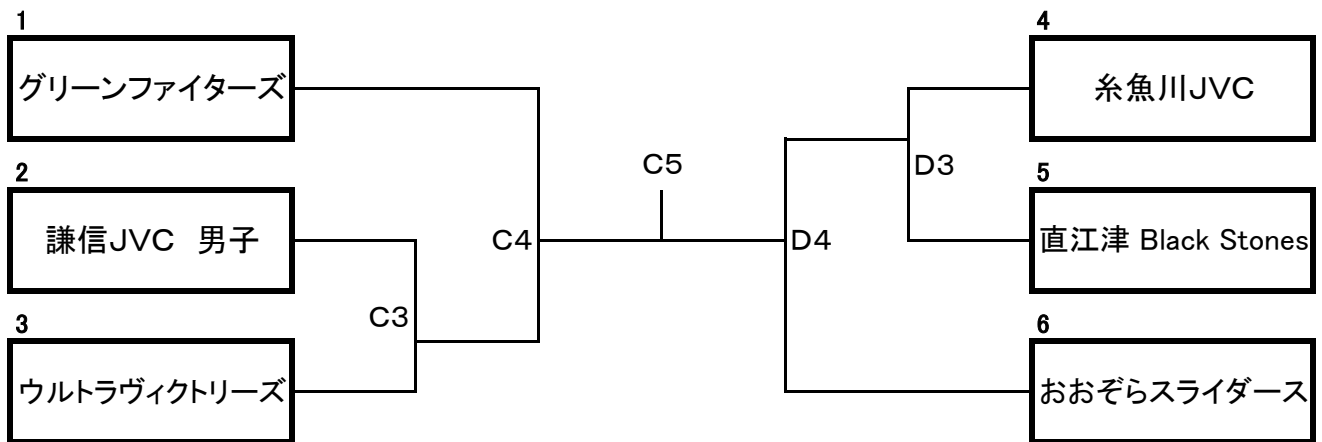 1
グリーンファイターズ
2
謙信JVC　男子
3
ウルトラヴィクトリーズ
C3
C4
C5
D4
D3
4
糸魚川JVC
5
直江津 Black Stones
6
おおぞらスライダース